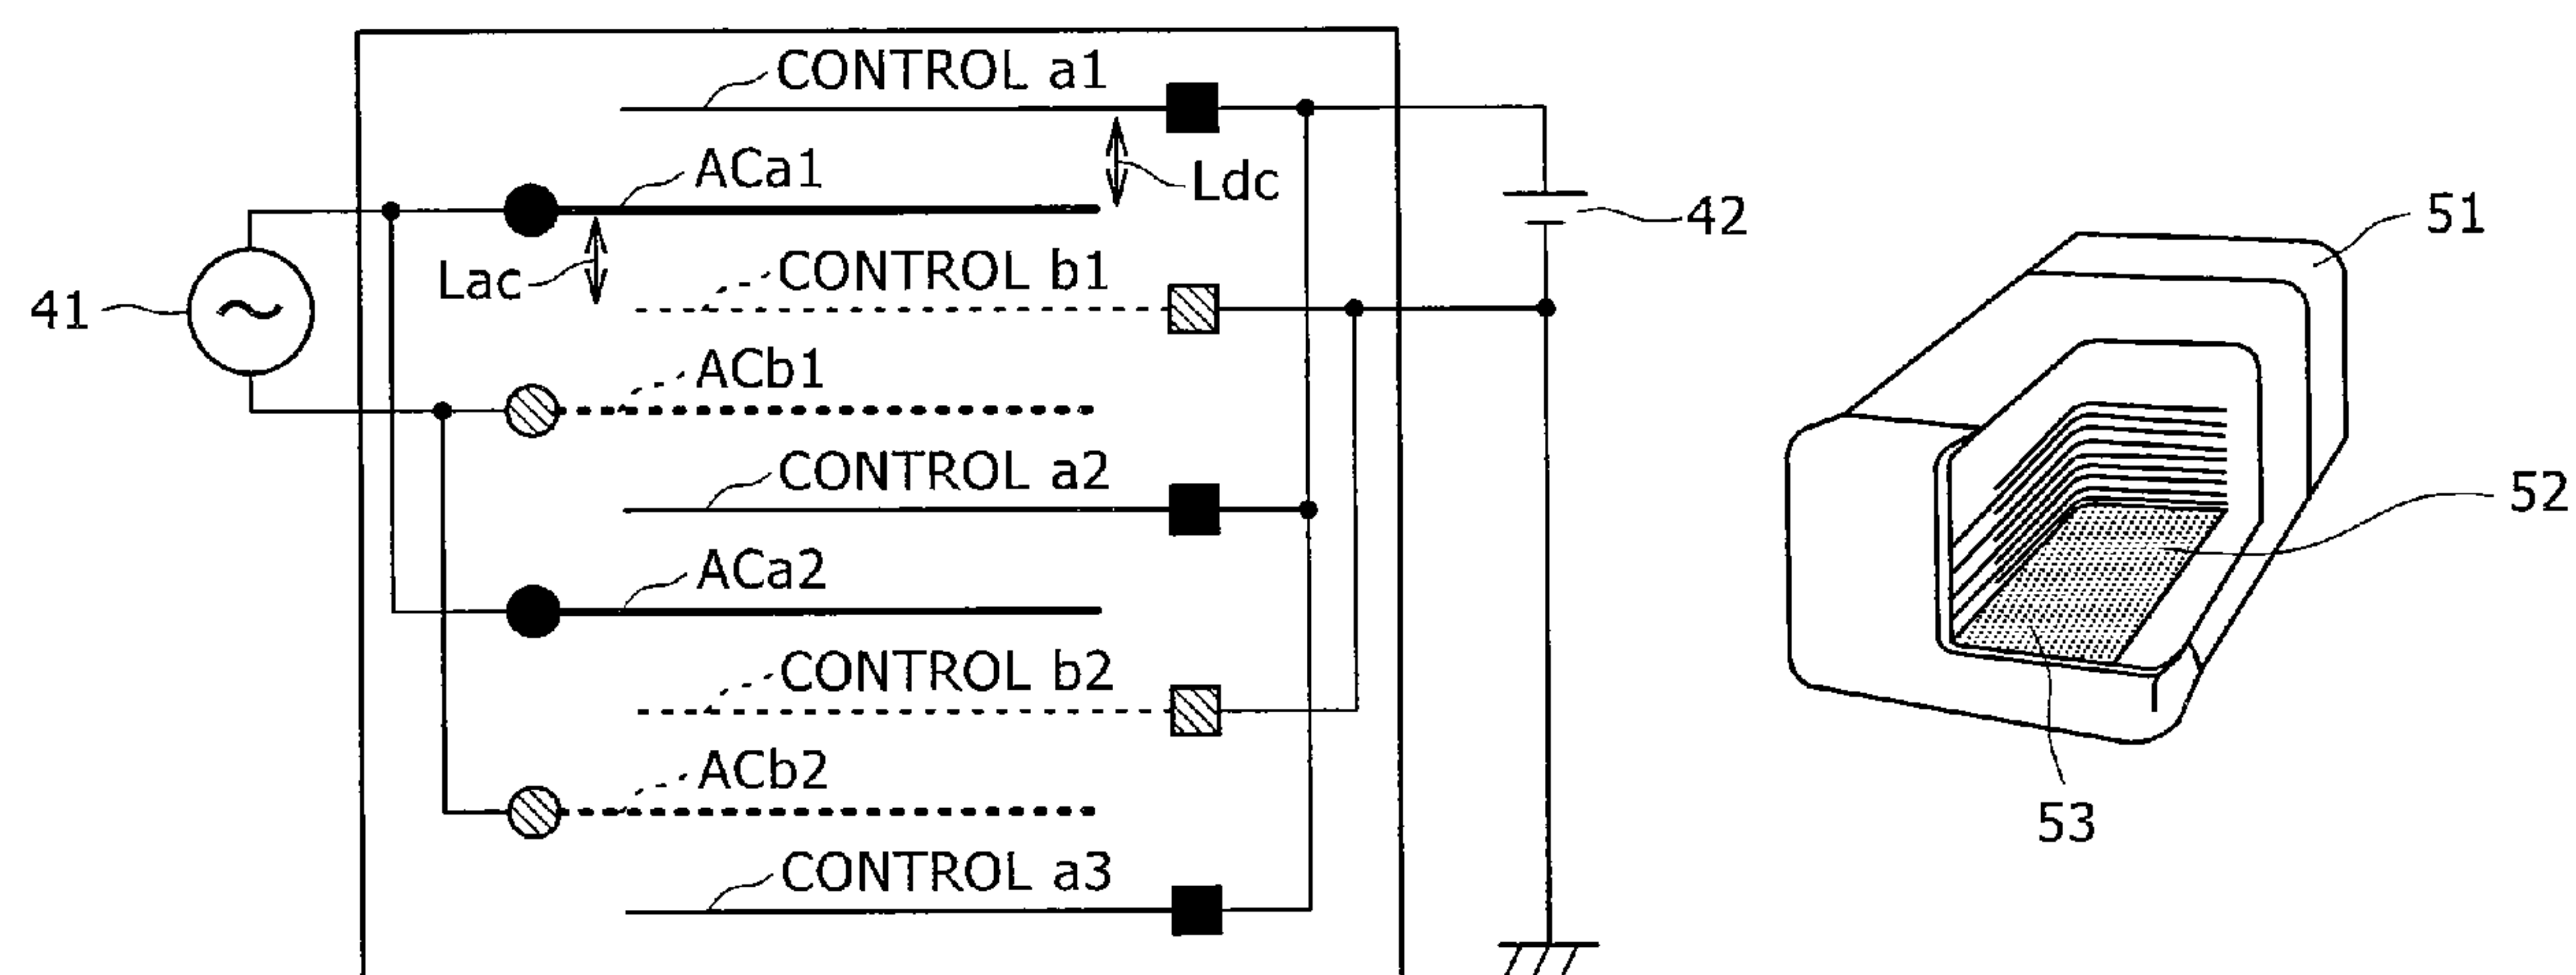 CONTROL a1
ACa1
Ldc
42
Lac
CONTROL b1
41
ACb1
CONTROL a2
ACa2
CONTROL b2
ACb2
CONTROL a3
51
52
53